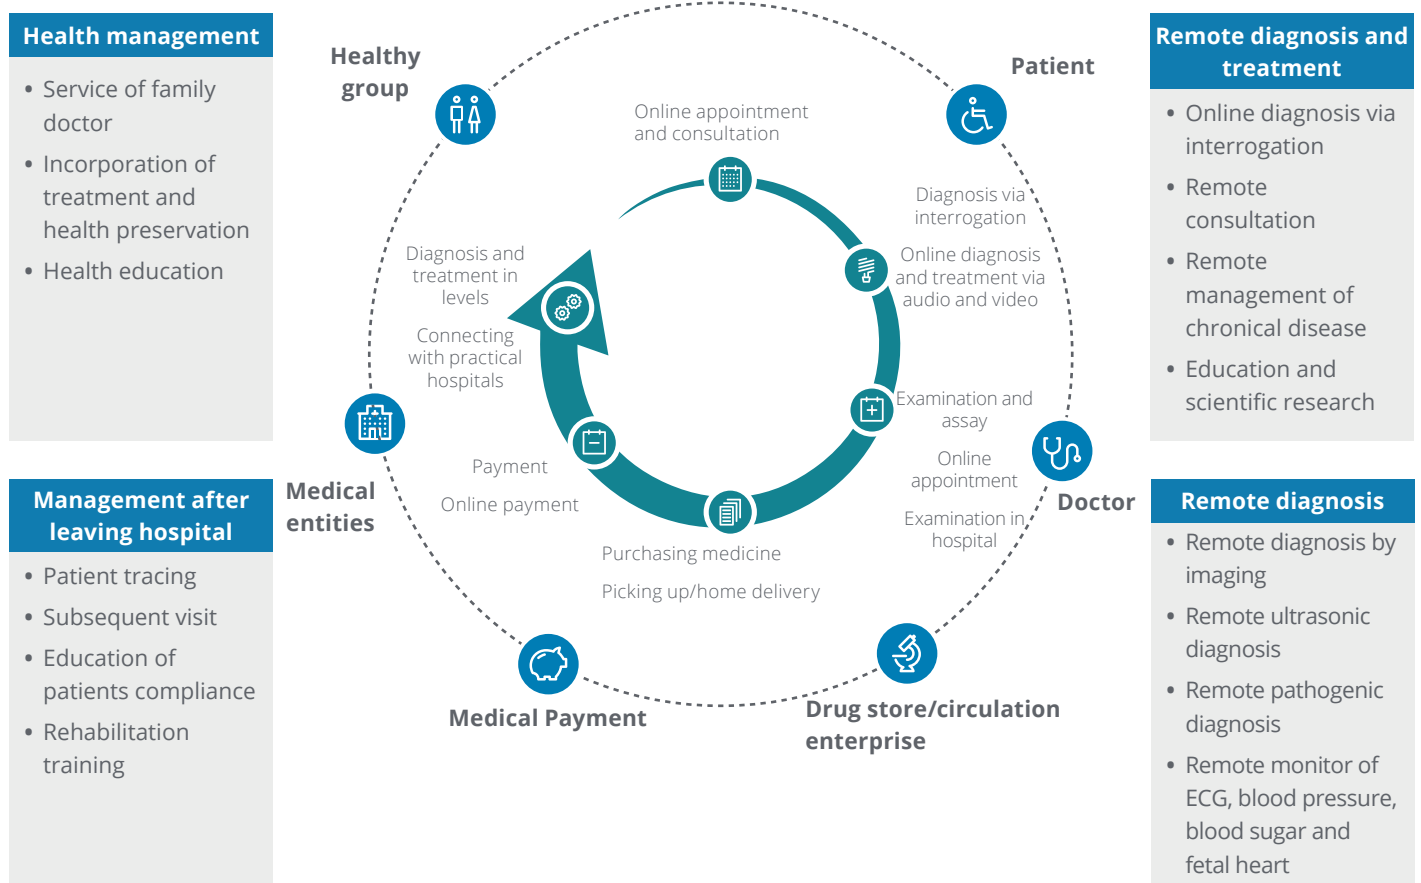 Health management
• Service of family
doctor
• Incorporation of
treatment and
health preservation
• Health education
Management after
leaving hospital
• Patient tracing
• Subsequent visit
• Education of
patients compliance
• Rehabilitation
training
Healthy
group
Patient
Online appointment
and consultation
Diagnosis via
interrogation
Online diagnosis
and treatment via
audio and video
Diagnosis and
treatment in
levels
Connecting
with practical
hospitals
Examination and
assay
Online
appointment
Examination in
hospital
Doctor
Medical
entities
Payment
Online payment
Purchasing medicine
Picking up/home delivery
Medical Payment
Drug store/circulation
enterprise
Remote diagnosis and
treatment
• Online diagnosis via
interrogation
• Remote
consultation
• Remote
management of
chronical disease
• Education and
scientific research
Remote diagnosis
• Remote diagnosis by
imaging
• Remote ultrasonic
diagnosis
• Remote pathogenic
diagnosis
• Remote monitor of
ECG, blood pressure,
blood sugar and
fetal heart